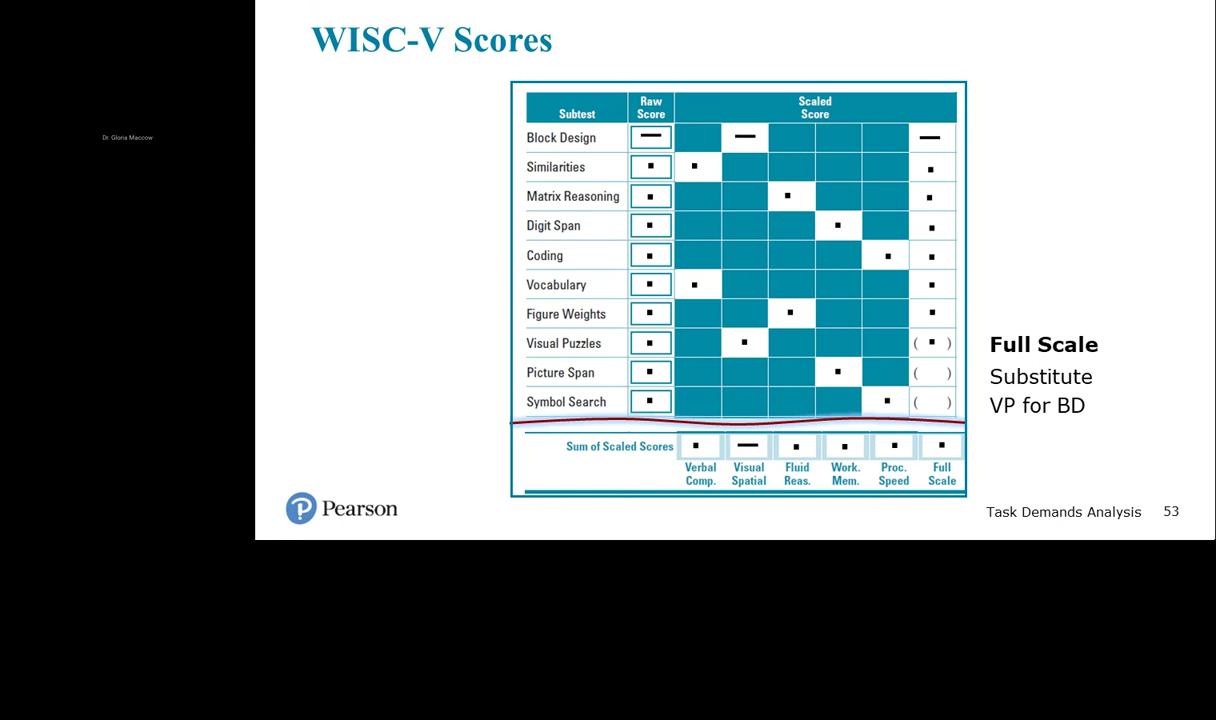 WISC-V Scores
Dr. Gloria Maccow
Subtest
Raw
Score
Scaled
Score
Block Design
Similarities
Matrix Reasoning
Digit Span
Coding
Vocabulary
Figure Weights
Visual Puzzles ( )
Picture Span ( )
Symbol Search ( )
Sum of Scaled Scores
Verbal Comp.
Visual Spatial
Fluid Reas.
Work. Mem.
Proc. Speed
Full Scale
Full Scale
Substitute
VP for BD
P Pearson
Task Demands Analysis 53